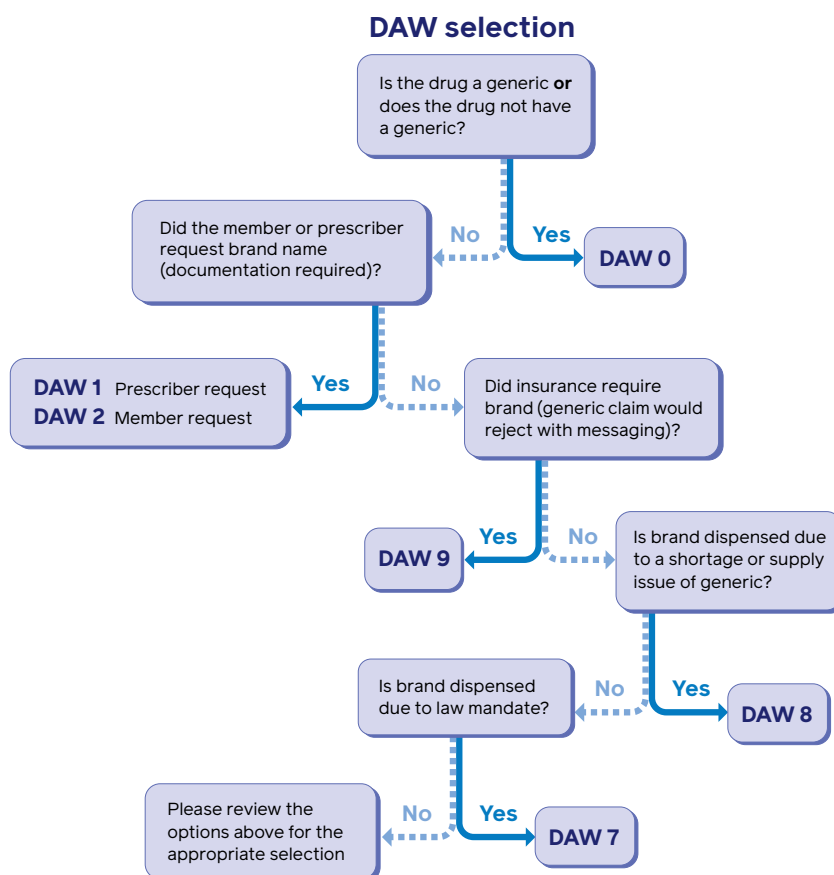 DAW selection
Is the drug a generic or
does the drug not have
a generic?
No
Yes
DAW 0
Did the member or prescriber
request brand name
(documentation required)?
Yes
No
DAW 1 Prescriber request
DAW 2 Member request
Did insurance require
brand (generic claim would
reject with messaging)?
Yes
No
DAW 9
Is brand dispensed due
to a shortage or supply
issue of generic?
No
Yes
DAW 8
Is brand dispensed
due to law mandate?
No
Yes
DAW 7
Please review the
options above for the
appropriate selection